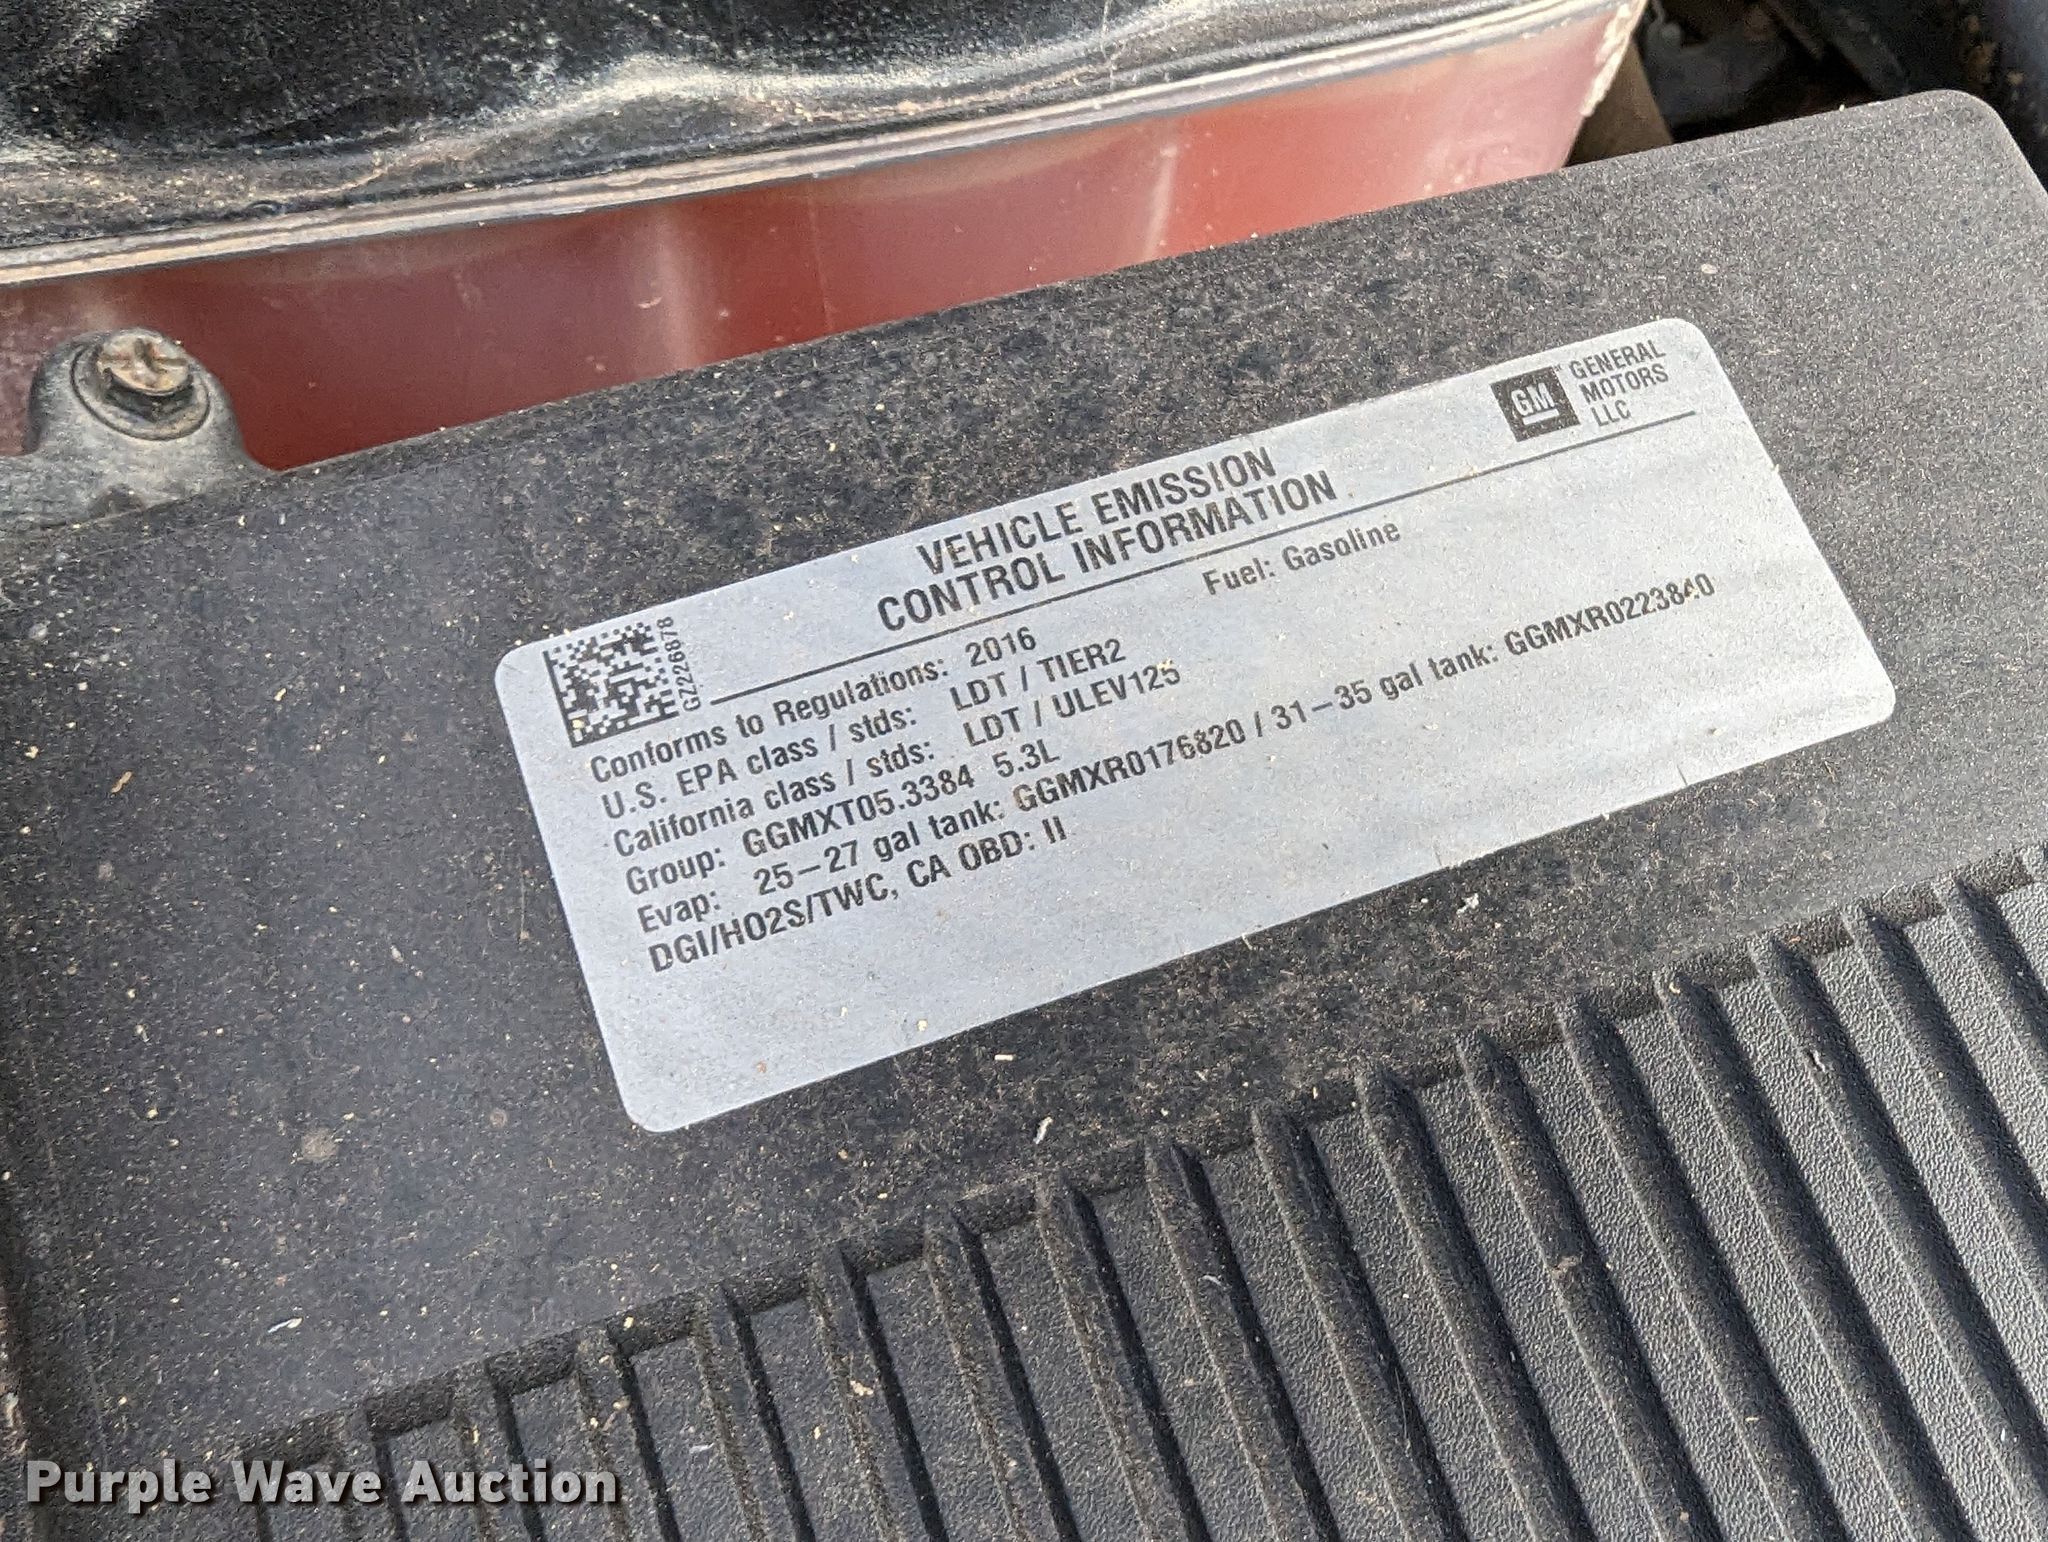 GM GENERAL
MOTORS
LLC
VEHICLE EMISSION
CONTROL INFORMATION
GZ226878
Conforms to Regulations: 2016 Fuel: Gasoline
U.S. EPA class / stds: LDT / TIER2
California class / stds: LDT / ULEV125
Group: GGMXT05.3384 5.3L
Evap: 25-27 gal tank: GGMXR0176820 / 31-35 gal tank: GGMXR0223840
DGI/HO2S/TWC, CA OBD: II
Purple Wave Auction